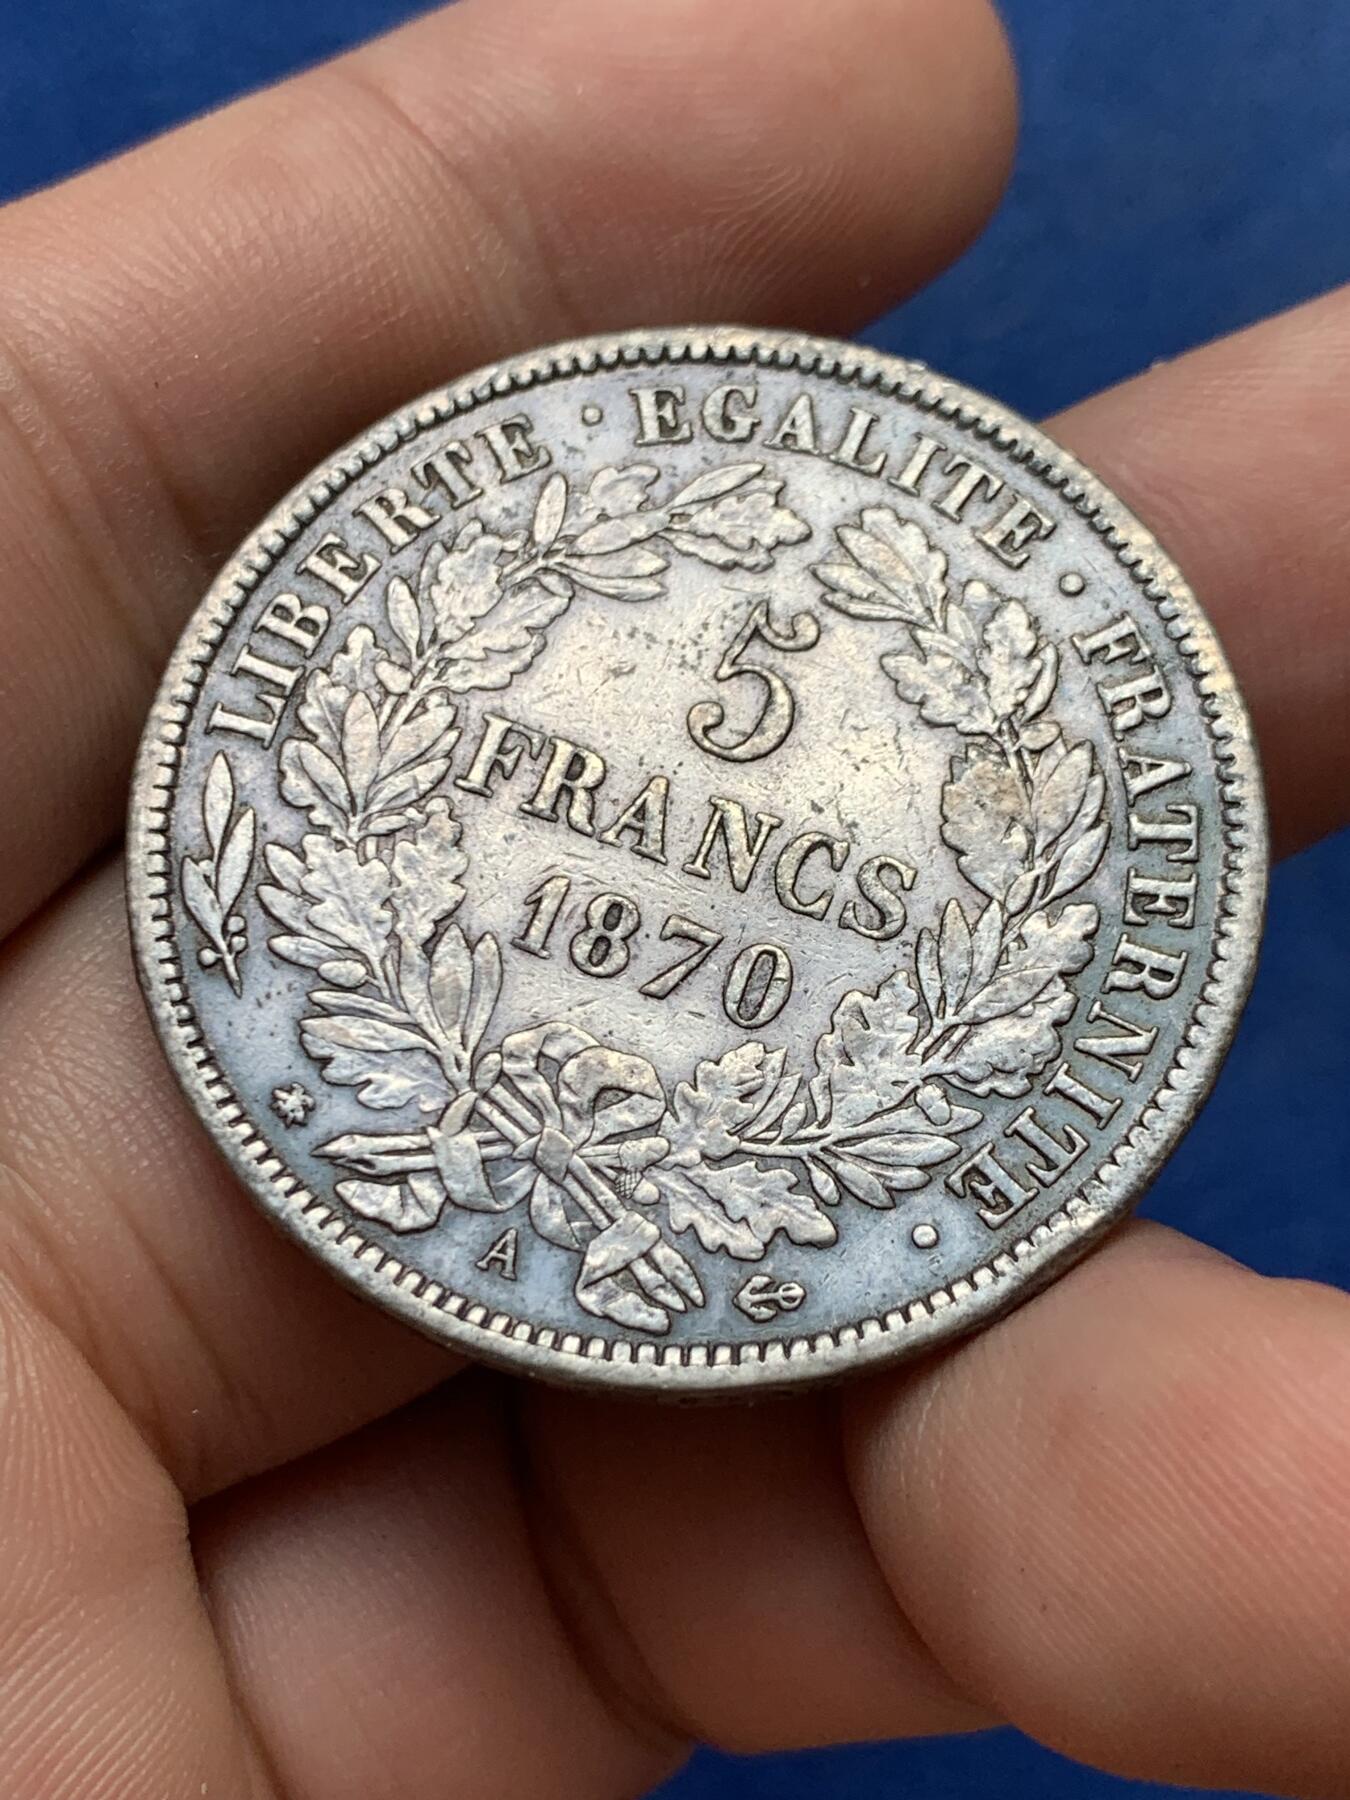 LIBERTE · EGALITE · FRATERNITE ·
5
FRANCS
1870
A